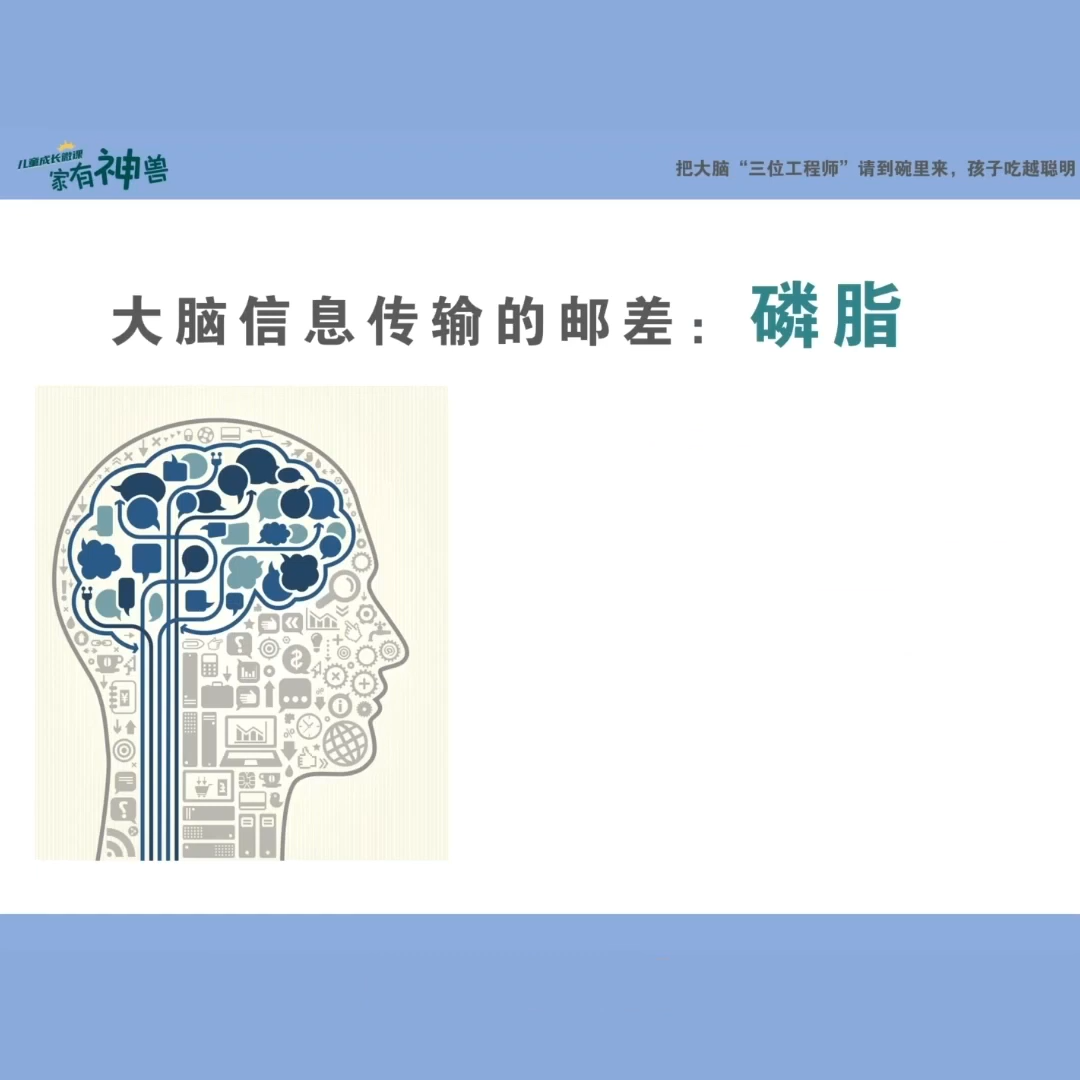 儿童成长微课
家有神兽
把大脑“三位工程师”请到碗里来，孩子吃越聪明
大脑信息传输的邮差：磷脂